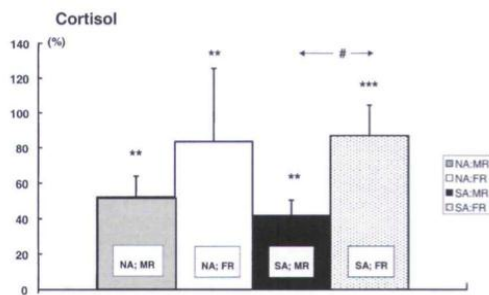 Cortisol
(%)
140
120
100
80
60
40
20
0
**
**
**
***
#
NA; MR
NA; FR
SA; MR
SA; FR
NA:MR
NA:FR
SA:MR
SA:FR